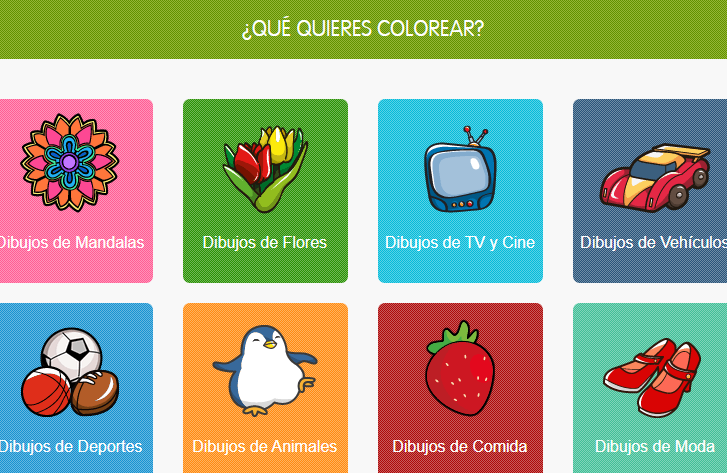 ¿QUÉ QUIERES COLOREAR?
Dibujos de Mandalas
Dibujos de Flores
Dibujos de TV y Cine
Dibujos de Vehículos
Dibujos de Deportes
Dibujos de Animales
Dibujos de Comida
Dibujos de Moda